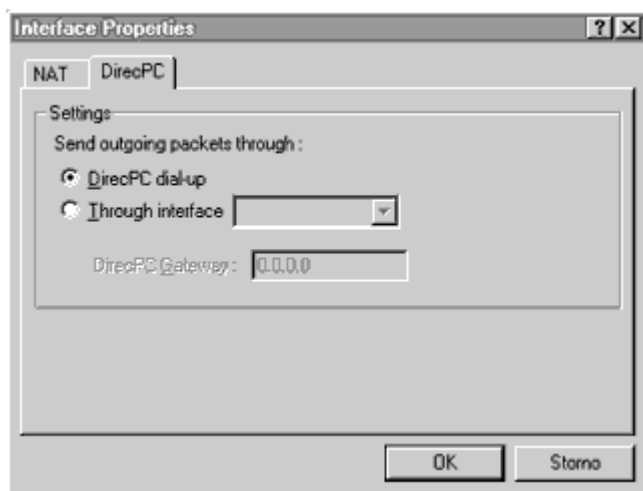 Interface Properties
NAT
DirecPC
Settings
Send outgoing packets through :
DirecPC dial-up
Through interface
DirecPC Gateway :
0.0.0.0
OK
Storno